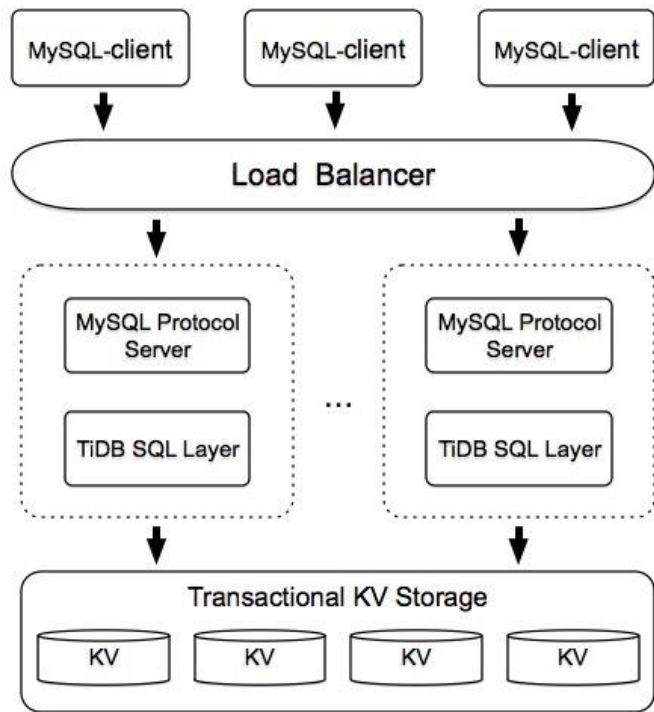 MySQL-client MySQL-client MySQL-client
Load Balancer
MySQL Protocol
Server
MySQL Protocol
Server
...
TiDB SQL Layer
TiDB SQL Layer
Transactional KV Storage
KV KV KV KV